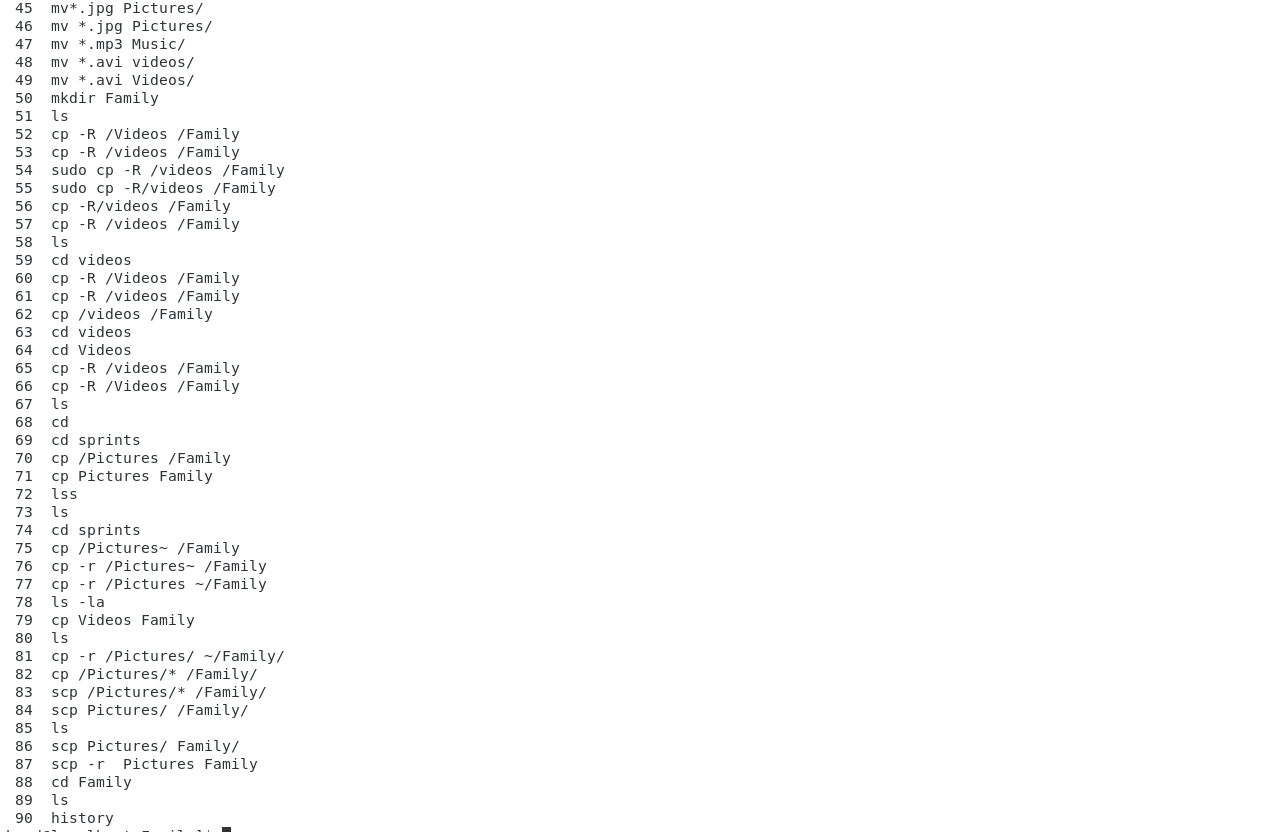 45 mv*.jpg Pictures/
46 mv *.jpg Pictures/
47 mv *.mp3 Music/
48 mv *.avi videos/
49 mv *.avi Videos/
50 mkdir Family
51 ls
52 cp -R /Videos /Family
53 cp -R /videos /Family
54 sudo cp -R /videos /Family
55 sudo cp -R/videos /Family
56 cp -R/videos /Family
57 cp -R /videos /Family
58 ls
59 cd videos
60 cp -R /Videos /Family
61 cp -R /videos /Family
62 cp /videos /Family
63 cd videos
64 cd Videos
65 cp -R /videos /Family
66 cp -R /Videos /Family
67 ls
68 cd
69 cd sprints
70 cp /Pictures /Family
71 cp Pictures Family
72 lss
73 ls
74 cd sprints
75 cp /Pictures~ /Family
76 cp -r /Pictures~ /Family
77 cp -r /Pictures ~/Family
78 ls -la
79 cp Videos Family
80 ls
81 cp -r /Pictures/ ~/Family/
82 cp /Pictures/* /Family/
83 scp /Pictures/* /Family/
84 scp Pictures/ /Family/
85 ls
86 scp Pictures/ Family/
87 scp -r  Pictures Family
88 cd Family
89 ls
90 history